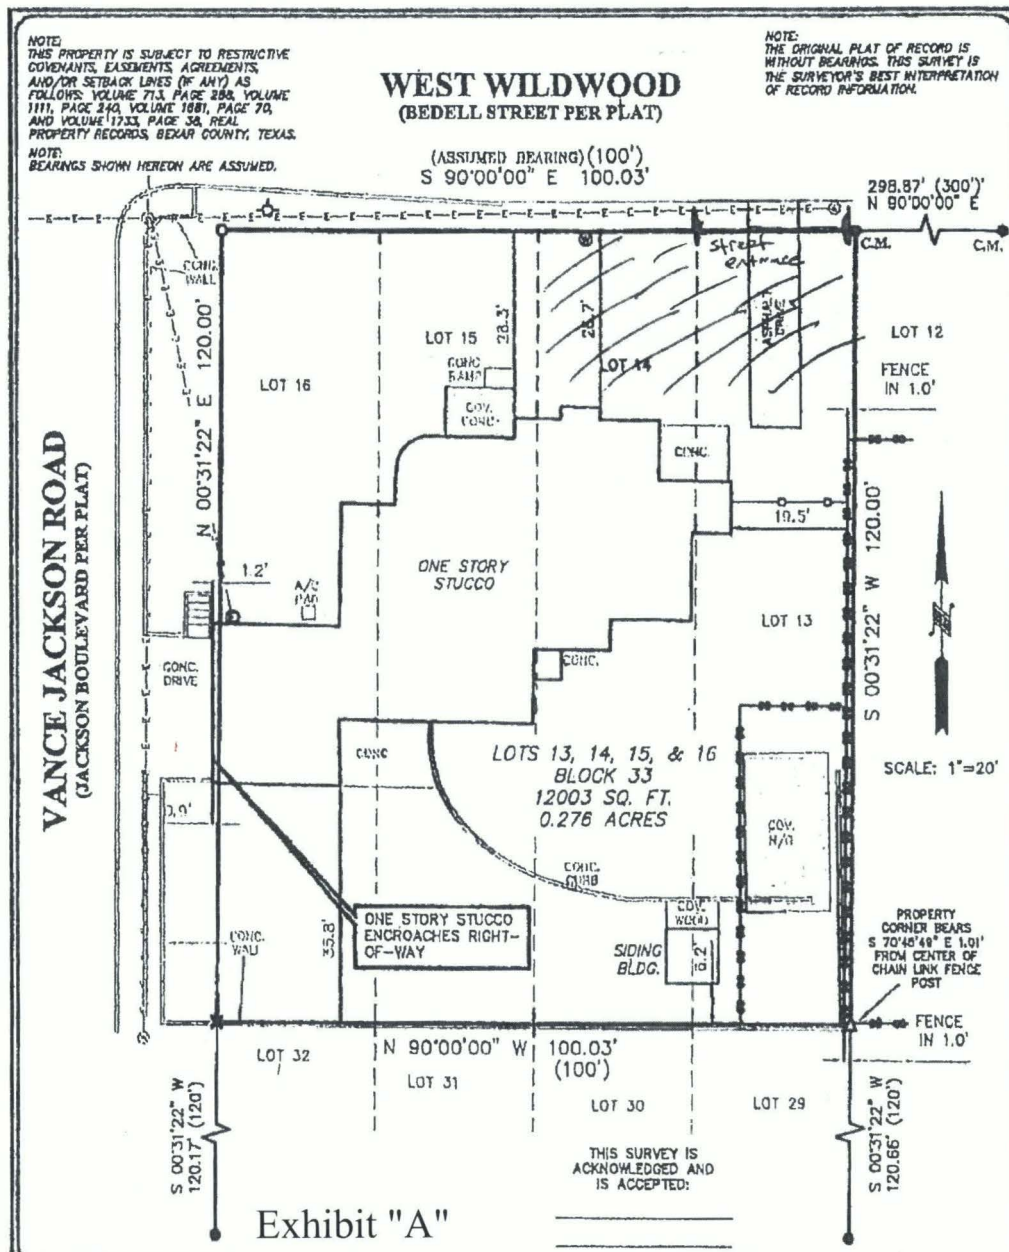 NOTE:
THIS PROPERTY IS SUBJECT TO RESTRICTIVE
COVENANTS, EASEMENTS, AGREEMENTS,
AND/OR SETBACK LINES (IF ANY) AS
FOLLOWS: VOLUME 713, PAGE 288, VOLUME
1111, PAGE 240, VOLUME 1681, PAGE 70,
AND VOLUME 1733, PAGE 38, REAL
PROPERTY RECORDS, BEXAR COUNTY, TEXAS.
NOTE:
BEARINGS SHOWN HEREON ARE ASSUMED.
WEST WILDWOOD
(BEDELL STREET PER PLAT)
NOTE:
THE ORIGINAL PLAT OF RECORD IS
WITHOUT BEARINGS. THIS SURVEY IS
THE SURVEYOR'S BEST INTERPRETATION
OF RECORD INFORMATION.
(ASSUMED BEARING) (100')
S 90°00'00" E 100.03'
298.87' (300')'
N 90°00'00" E
C.M.
C.M.
street
entrance
CONC.
WALL
N 00°31'22" E 120.00'
LOT 16
LOT 15
28.3'
28.7'
LOT 14
ASPHALT
DRIVE
LOT 12
FENCE
IN 1.0'
CONC.
RAMP
COV.
CONC.
CONC.
VANCE JACKSON ROAD
(JACKSON BOULEVARD PER PLAT)
19.5'
S 00°31'22" W 120.00'
ONE STORY
STUCCO
1.2'
A/C
PAD
LOT 13
CONC.
CONC.
DRIVE
CONC
LOTS 13, 14, 15, & 16
BLOCK 33
12003 SQ. FT.
0.276 ACRES
SCALE: 1"=20'
0.9'
COV.
CONC.
CURB
ONE STORY STUCCO
ENCROACHES RIGHT-
OF-WAY
35.8'
CONC.
WALL
COV.
WOOD
SIDING
BLDG.
6.2'
PROPERTY
CORNER BEARS
S 70°48'49" E 1.01'
FROM CENTER OF
CHAIN LINK FENCE
POST
FENCE
IN 1.0'
N 90°00'00" W 100.03'
(100')
LOT 32
LOT 31
LOT 30
LOT 29
S 00°31'22" W
120.17' (120')
S 00°31'22" W
120.66' (120')
THIS SURVEY IS
ACKNOWLEDGED AND
IS ACCEPTED:
Exhibit "A"